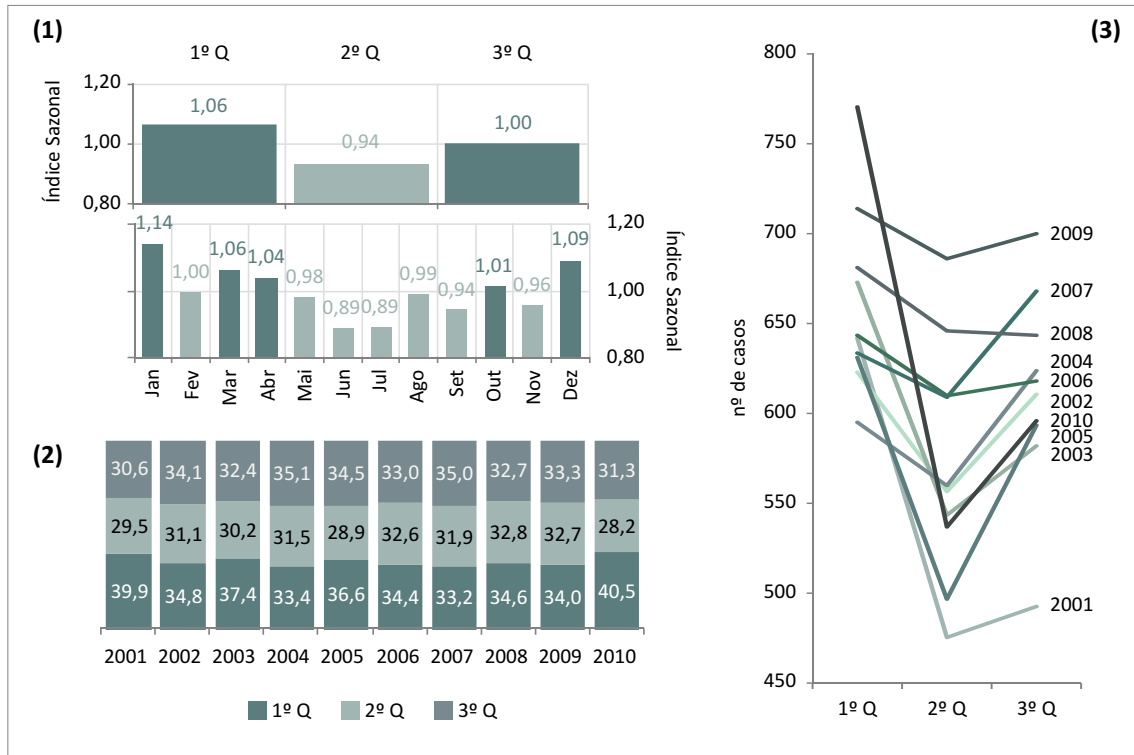 (1)
1º Q 2º Q 3º Q
Índice Sazonal
1,20
1,00
0,80
1,06
0,94
1,00
1,14 1,00 1,06 1,04 0,98 0,89 0,89 0,99 0,94 1,01 0,96 1,09
1,20
1,00
0,80
Índice Sazonal
Jan Fev Mar Abr Mai Jun Jul Ago Set Out Nov Dez
(2)
30,6 34,1 32,4 35,1 34,5 33,0 35,0 32,7 33,3 31,3
29,5 31,1 30,2 31,5 28,9 32,6 31,9 32,8 32,7 28,2
39,9 34,8 37,4 33,4 36,6 34,4 33,2 34,6 34,0 40,5
2001 2002 2003 2004 2005 2006 2007 2008 2009 2010
1º Q 2º Q 3º Q
(3)
nº de casos
800
750
700
650
600
550
500
450
2009
2007
2008
2004
2006
2002
2010
2005
2003
2001
1º Q 2º Q 3º Q